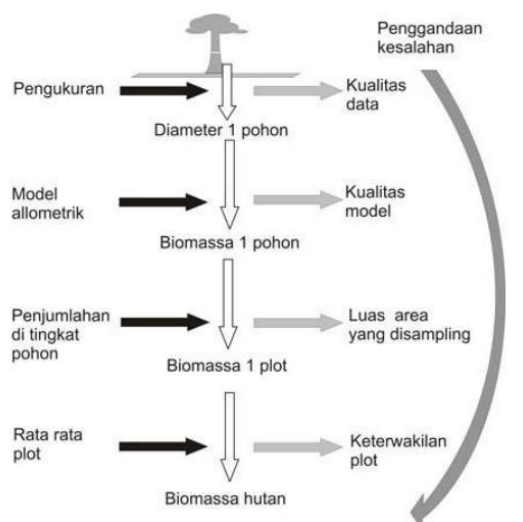 Penggandaan
kesalahan
Pengukuran
Kualitas
data
Diameter 1 pohon
Model
allometrik
Kualitas
model
Biomassa 1 pohon
Penjumlahan
di tingkat
pohon
Luas area
yang disampling
Biomassa 1 plot
Rata rata
plot
Keterwakilan
plot
Biomassa hutan